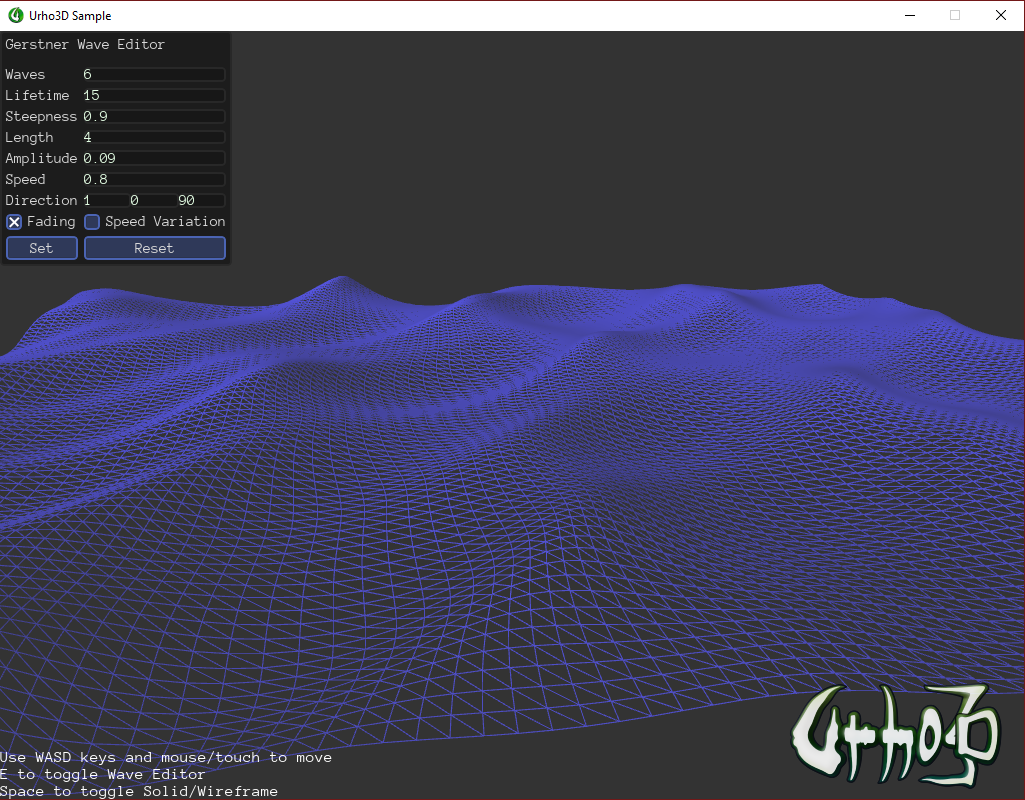 Urho3D Sample
Gerstner Wave Editor
Waves 6
Lifetime 15
Steepness 0.9
Length 4
Amplitude 0.09
Speed 0.8
Direction 1 0 90
Fading Speed Variation
Set Reset
Use WASD keys and mouse/touch to move
E to toggle Wave Editor
Space to toggle Solid/Wireframe
Urho3D